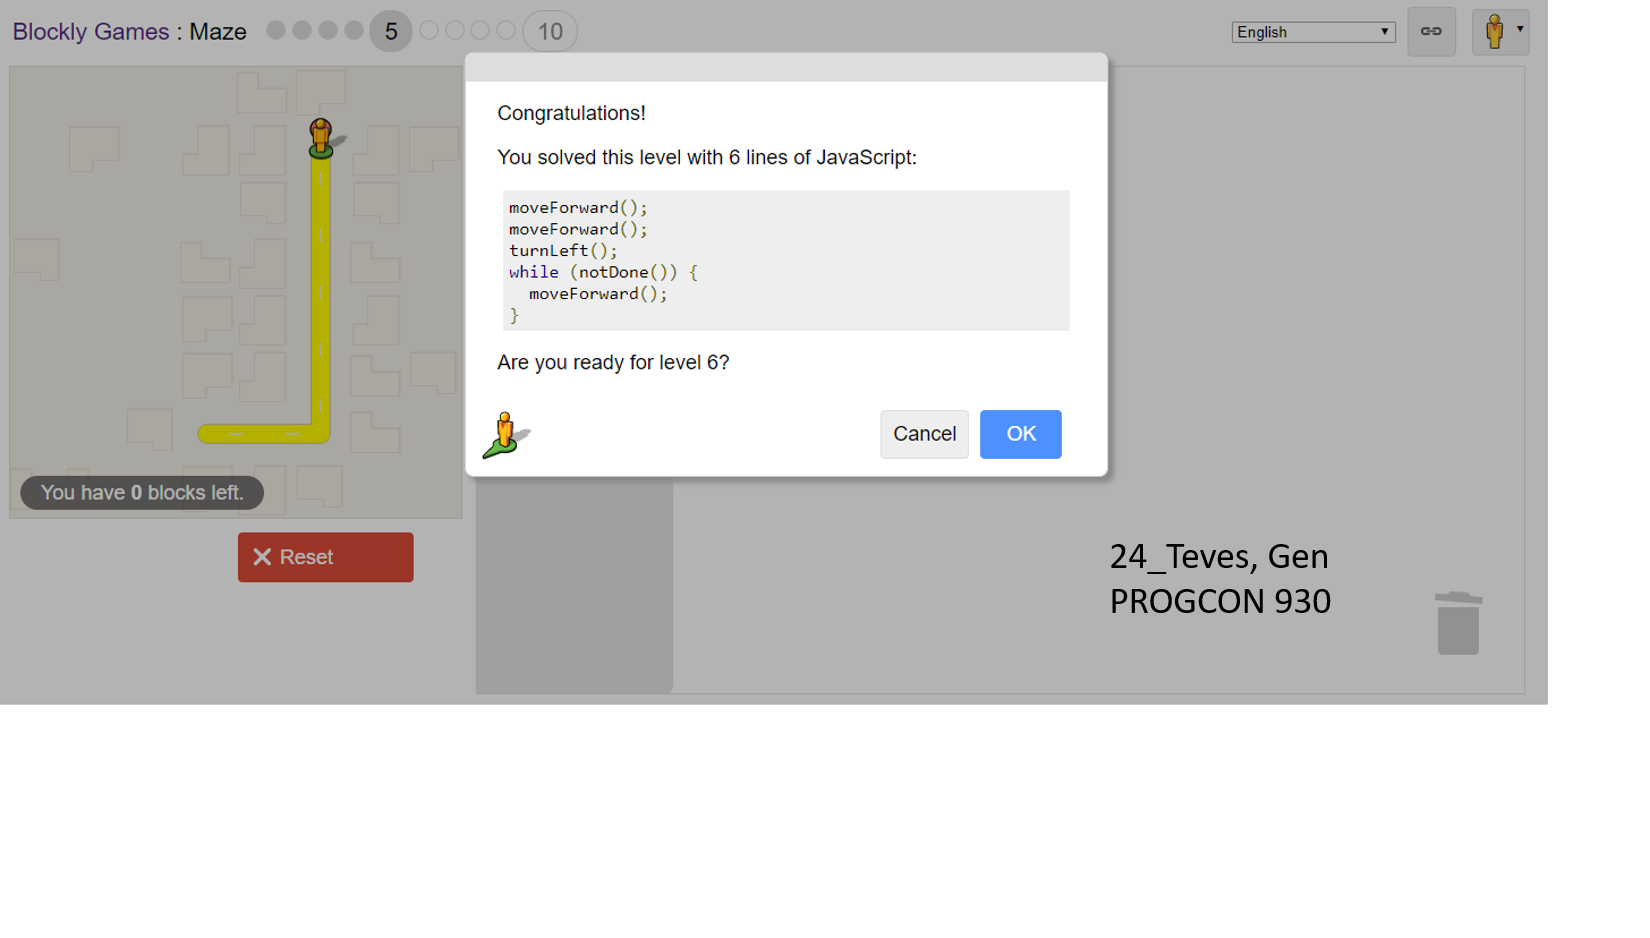 Blockly Games : Maze 5 10
English
Congratulations!
You solved this level with 6 lines of JavaScript:
moveForward();
moveForward();
turnLeft();
while (notDone()) {
  moveForward();
}
Are you ready for level 6?
Cancel OK
You have 0 blocks left.
Reset
24_Teves, Gen
PROGCON 930